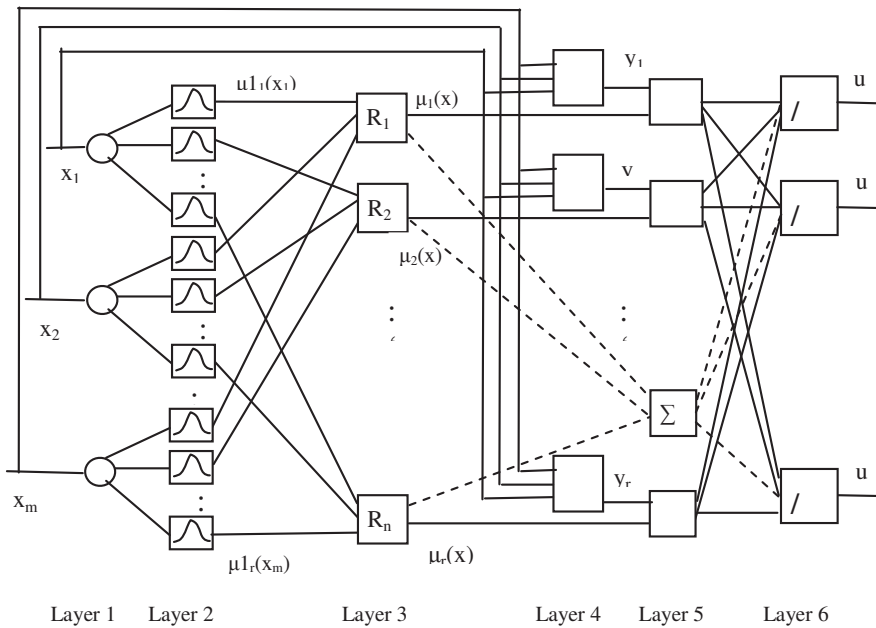 μ1₁(x₁)
y₁
u
R₁
μ₁(x)
/
x₁
v
u
R₂
/
μ₂(x)
x₂
Σ
y_r
u
x_m
R_n
/
μ1_r(x_m)
μ_r(x)
Layer 1 Layer 2 Layer 3 Layer 4 Layer 5 Layer 6